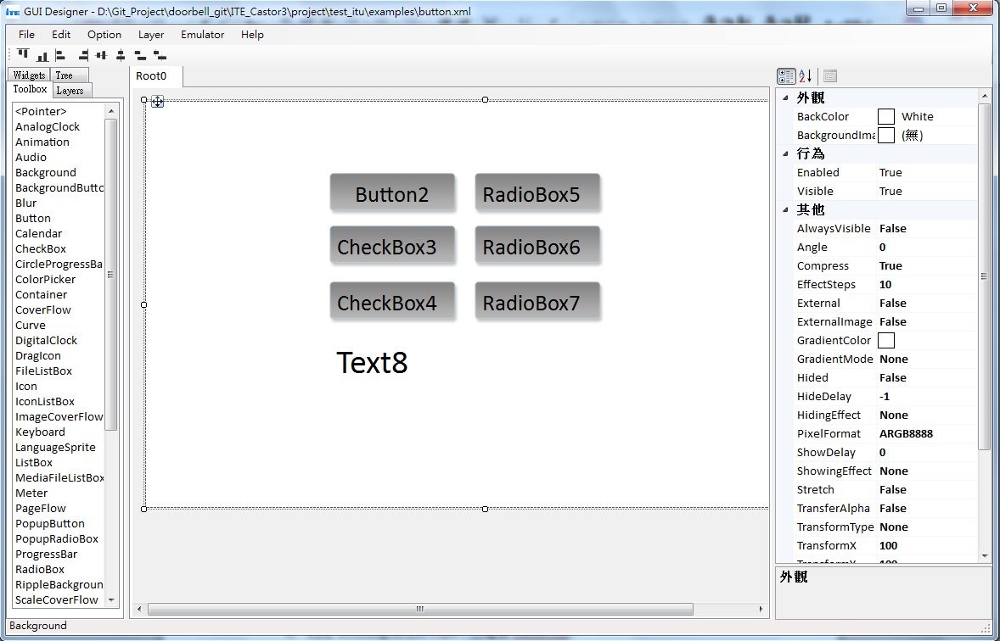 iTE GUI Designer - D:\Git_Project\doorbell_git\ITE_Castor3\project\test_itu\examples\button.xml
File Edit Option Layer Emulator Help
Widgets Tree
Toolbox Layers
<Pointer>
AnalogClock
Animation
Audio
Background
BackgroundButtc
Blur
Button
Calendar
CheckBox
CircleProgressBa
ColorPicker
Container
CoverFlow
Curve
DigitalClock
DragIcon
FileListBox
Icon
IconListBox
ImageCoverFlow
Keyboard
LanguageSprite
ListBox
MediaFileListBox
Meter
PageFlow
PopupButton
PopupRadioBox
ProgressBar
RadioBox
RippleBackgroun
ScaleCoverFlow
Root0
Button2 RadioBox5
CheckBox3 RadioBox6
CheckBox4 RadioBox7
Text8
外觀
BackColor White
BackgroundIma (無)
行為
Enabled True
Visible True
其他
AlwaysVisible False
Angle 0
Compress True
EffectSteps 10
External False
ExternalImage False
GradientColor
GradientMode None
Hided False
HideDelay -1
HidingEffect None
PixelFormat ARGB8888
ShowDelay 0
ShowingEffect None
Stretch False
TransferAlpha False
TransformType None
TransformX 100
外觀
Background